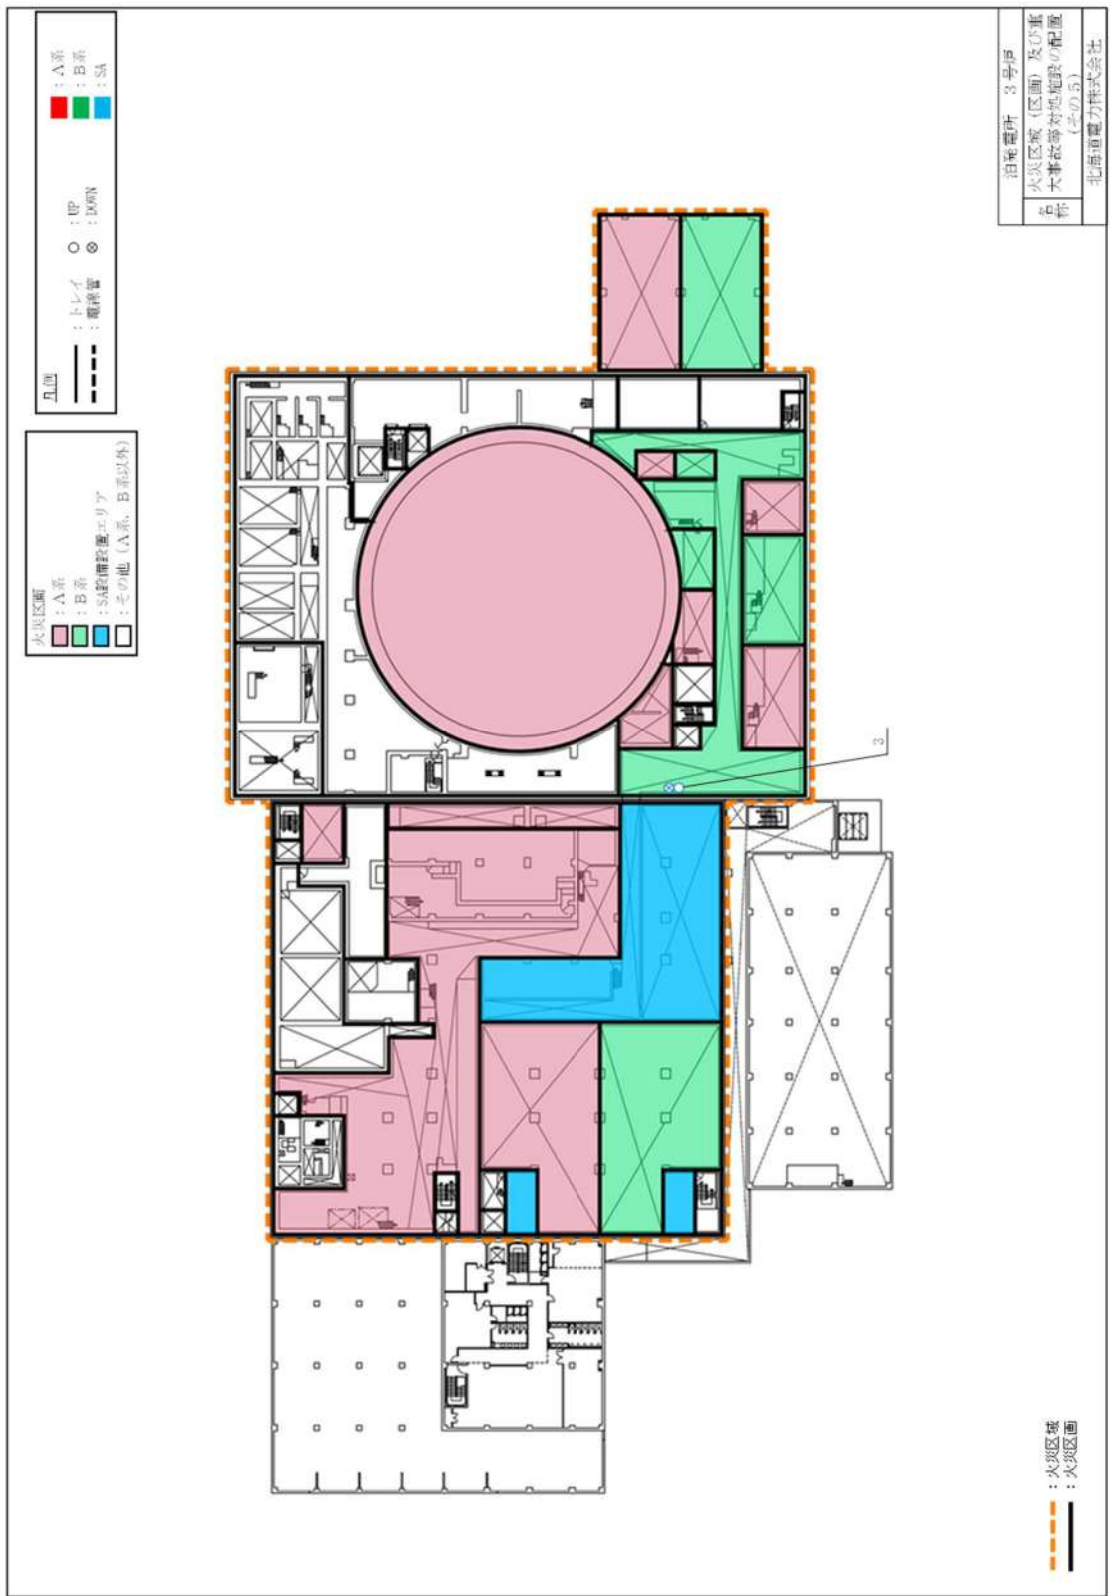 凡例
：トレイ ○：UP ：A系
：電線管 ⊗：DOWN ：B系
：SA
火災区画
：A系
：B系
：SA設備設置エリア
：その他（A系、B系以外）
泊発電所 3号炉
名称
火災区域（区画）及び重
大事故等対処施設の配置
（その５）
北海道電力株式会社
3
：火災区域
：火災区画